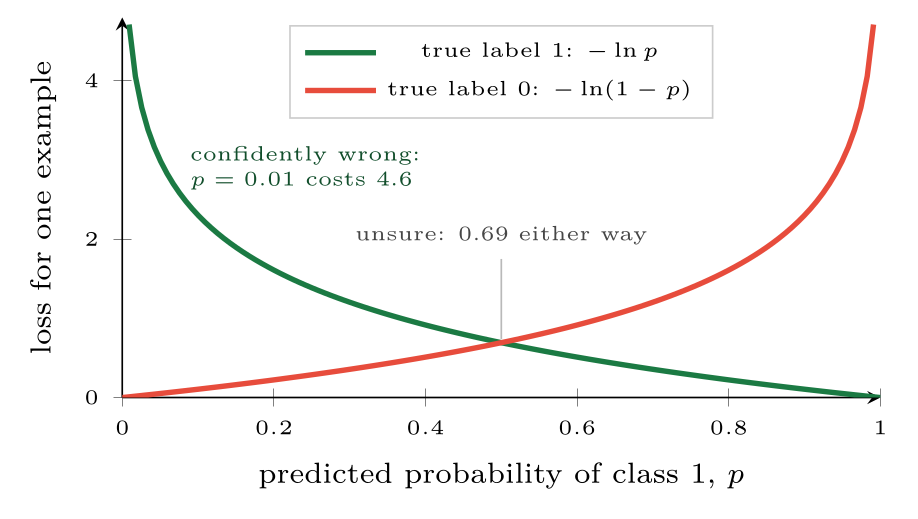 true label 1: − ln p
true label 0: − ln(1 − p)
confidently wrong:
p = 0.01 costs 4.6
unsure: 0.69 either way
loss for one example
4
2
0
0 0.2 0.4 0.6 0.8 1
predicted probability of class 1, p